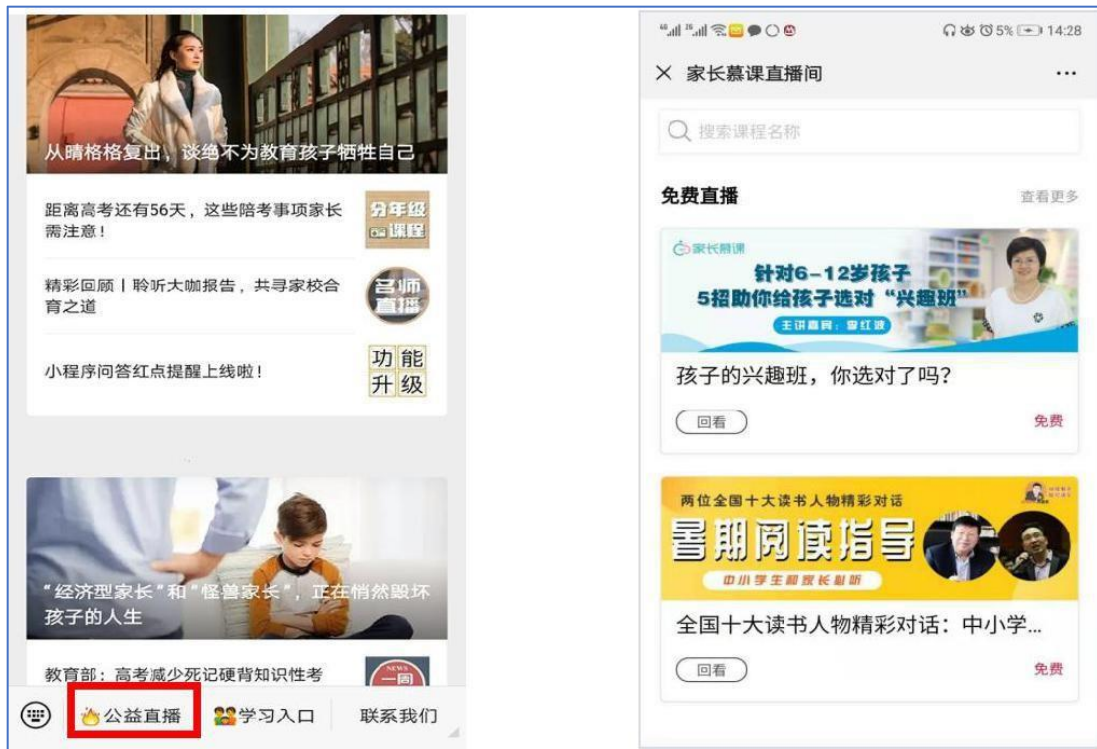 从晴格格复出，谈绝不为教育孩子牺牲自己
距离高考还有56天，这些陪考事项家长
需注意！
分年级
课程
精彩回顾丨聆听大咖报告，共寻家校合
育之道
名师
直播
小程序问答红点提醒上线啦！
功能
升级
“经济型家长”和“怪兽家长”，正在悄然毁坏
孩子的人生
教育部：高考减少死记硬背知识性考
NEWS
一周
公益直播
学习入口
联系我们
5% 14:28
家长慕课直播间
搜索课程名称
免费直播
查看更多
家长慕课
针对6-12岁孩子
5招助你给孩子选对“兴趣班”
主讲嘉宾：李红波
孩子的兴趣班，你选对了吗？
回看
免费
两位全国十大读书人物精彩对话
暑期阅读指导
中小学生和家长必听
全国十大读书人物精彩对话：中小学...
回看
免费